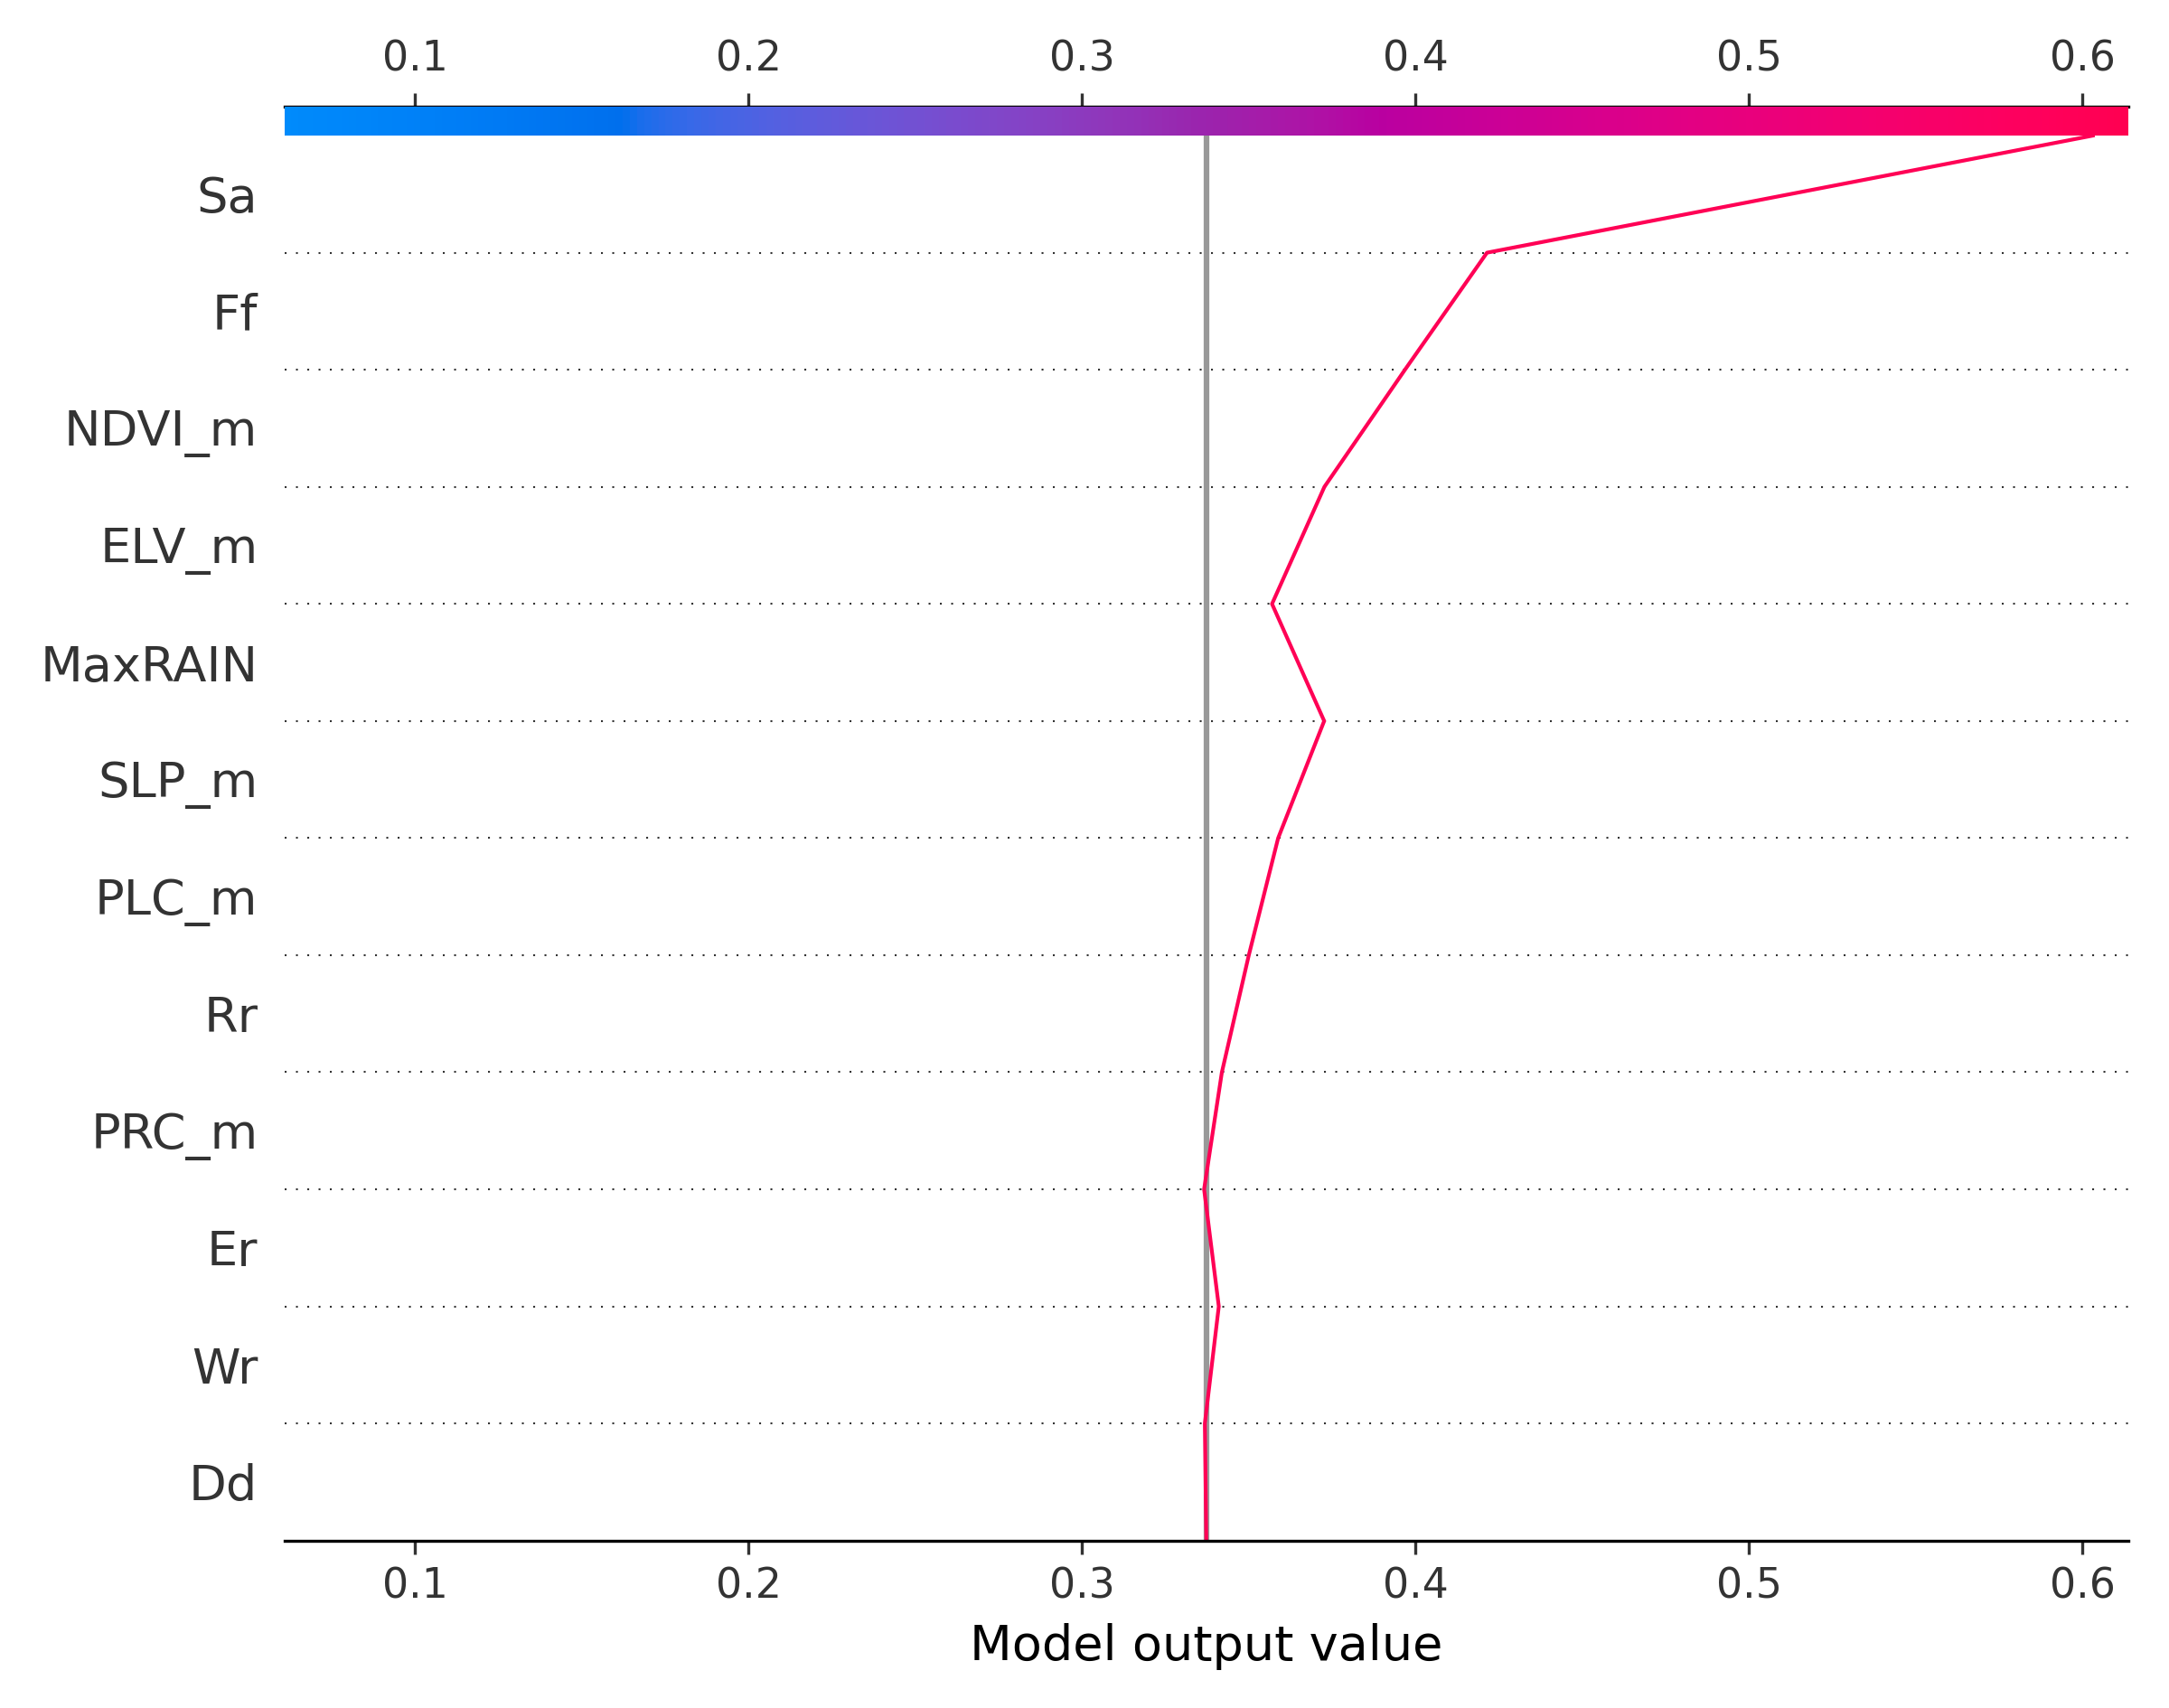 0.1 0.2 0.3 0.4 0.5 0.6
Sa
Ff
NDVI_m
ELV_m
MaxRAIN
SLP_m
PLC_m
Rr
PRC_m
Er
Wr
Dd
0.1 0.2 0.3 0.4 0.5 0.6
Model output value